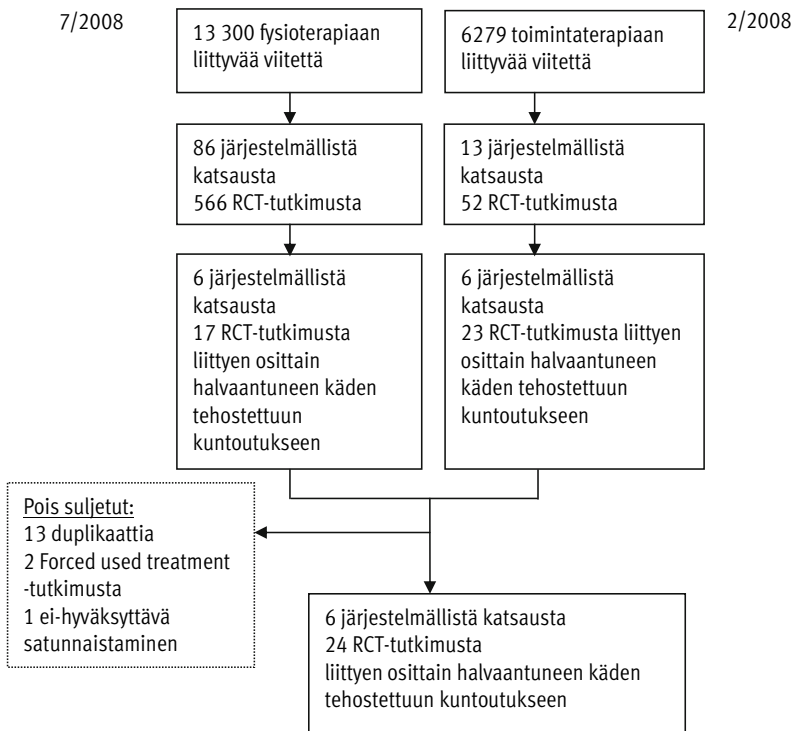 7/2008
13 300 fysioterapiaan
liittyvää viitettä
6279 toimintaterapiaan
liittyvää viitettä
2/2008
86 järjestelmällistä
katsausta
566 RCT-tutkimusta
13 järjestelmällistä
katsausta
52 RCT-tutkimusta
6 järjestelmällistä
katsausta
17 RCT-tutkimusta
liittyen osittain
halvaantuneen käden
tehostettuun
kuntoutukseen
6 järjestelmällistä
katsausta
23 RCT-tutkimusta liittyen
osittain halvaantuneen
käden tehostettuun
kuntoutukseen
Pois suljetut:
13 duplikaattia
2 Forced used treatment
-tutkimusta
1 ei-hyväksyttävä
satunnaistaminen
6 järjestelmällistä katsausta
24 RCT-tutkimusta
liittyen osittain halvaantuneen käden
tehostettuun kuntoutukseen